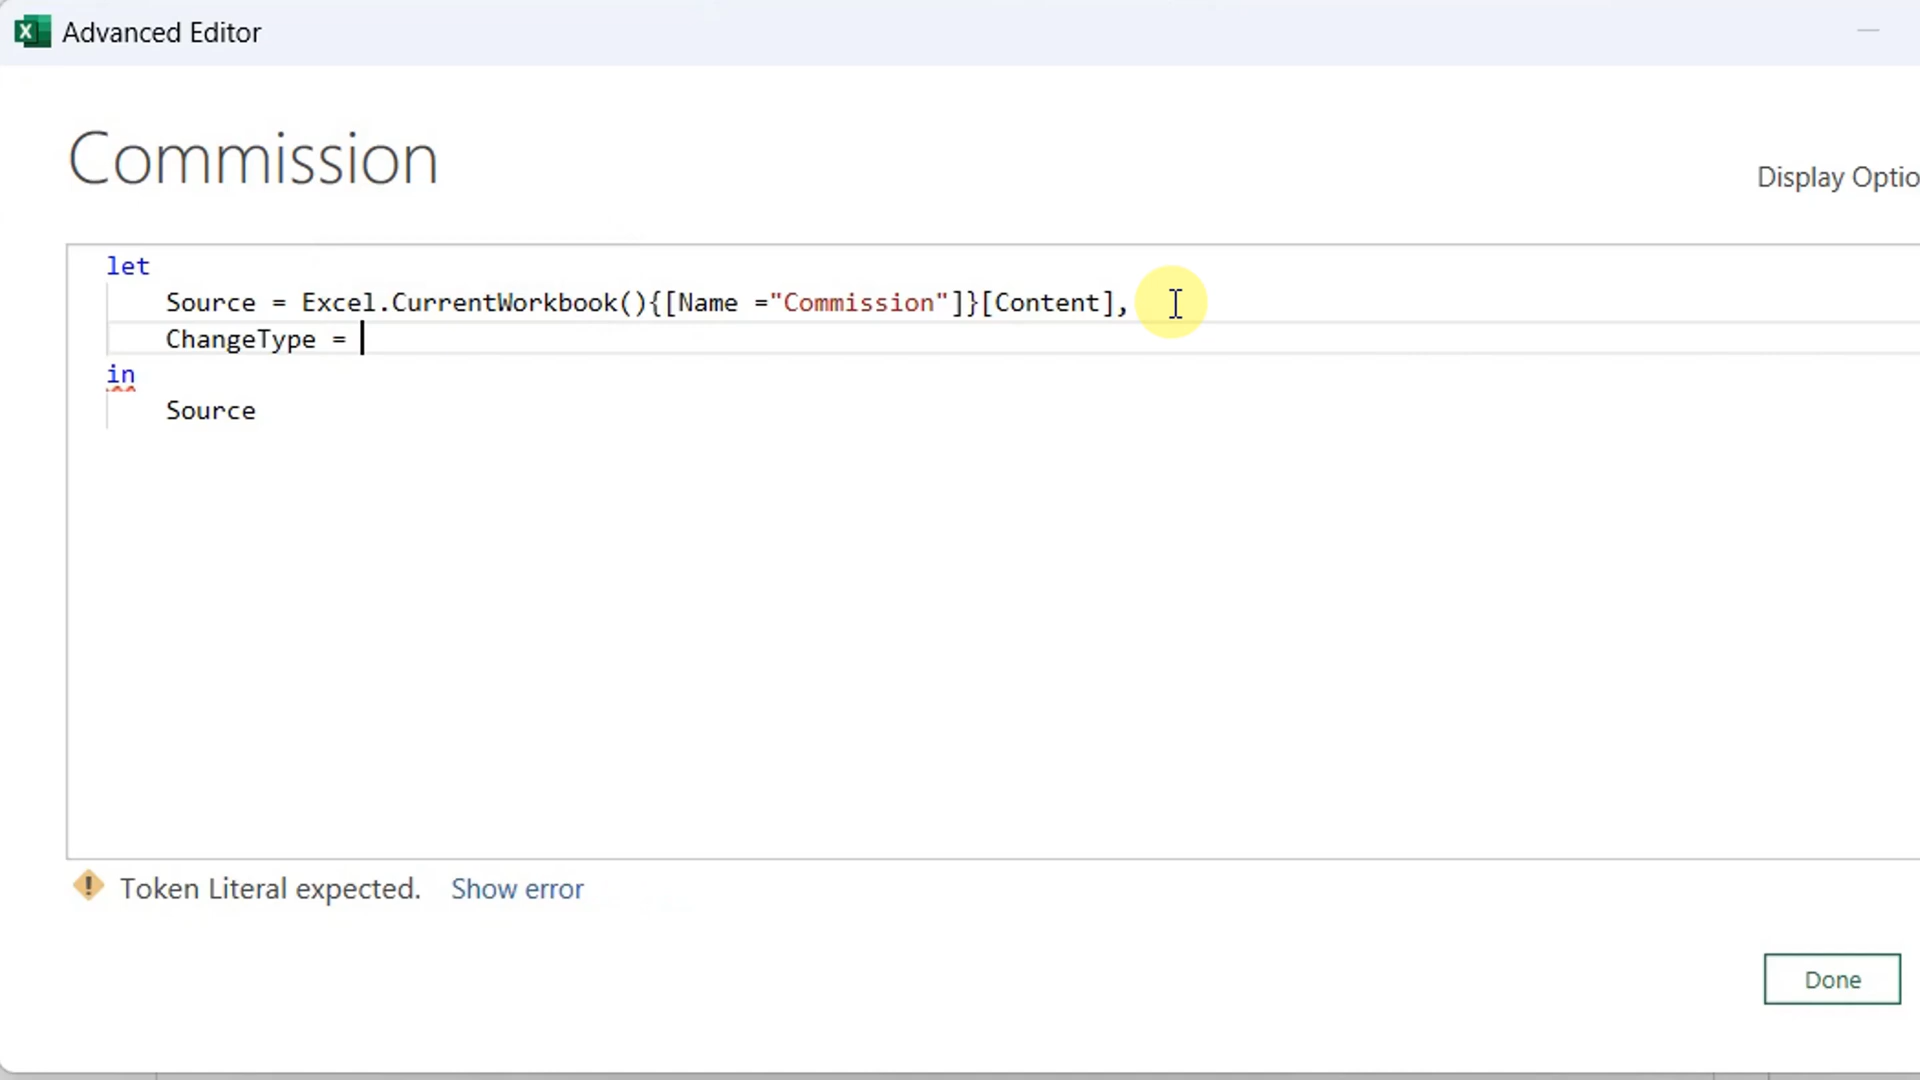 Advanced Editor
Commission
Display Optio
let
Source = Excel.CurrentWorkbook(){[Name ="Commission"]}[Content],
ChangeType =
in
Source
Token Literal expected. Show error
Done